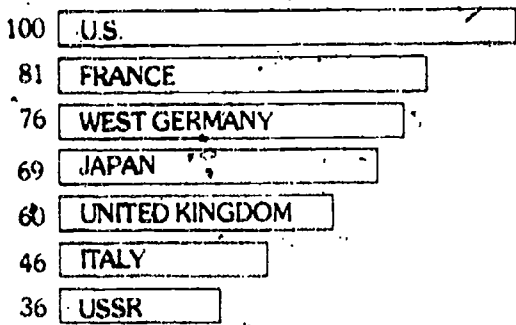 100 U.S.
81 FRANCE
76 WEST GERMANY
69 JAPAN
60 UNITED KINGDOM
46 ITALY
36 USSR